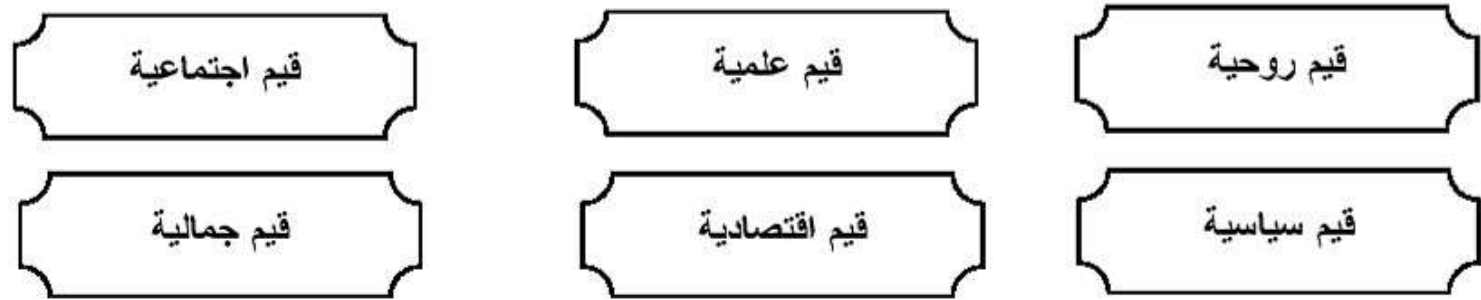 قيم روحية
قيم علمية
قيم اجتماعية
قيم سياسية
قيم اقتصادية
قيم جمالية